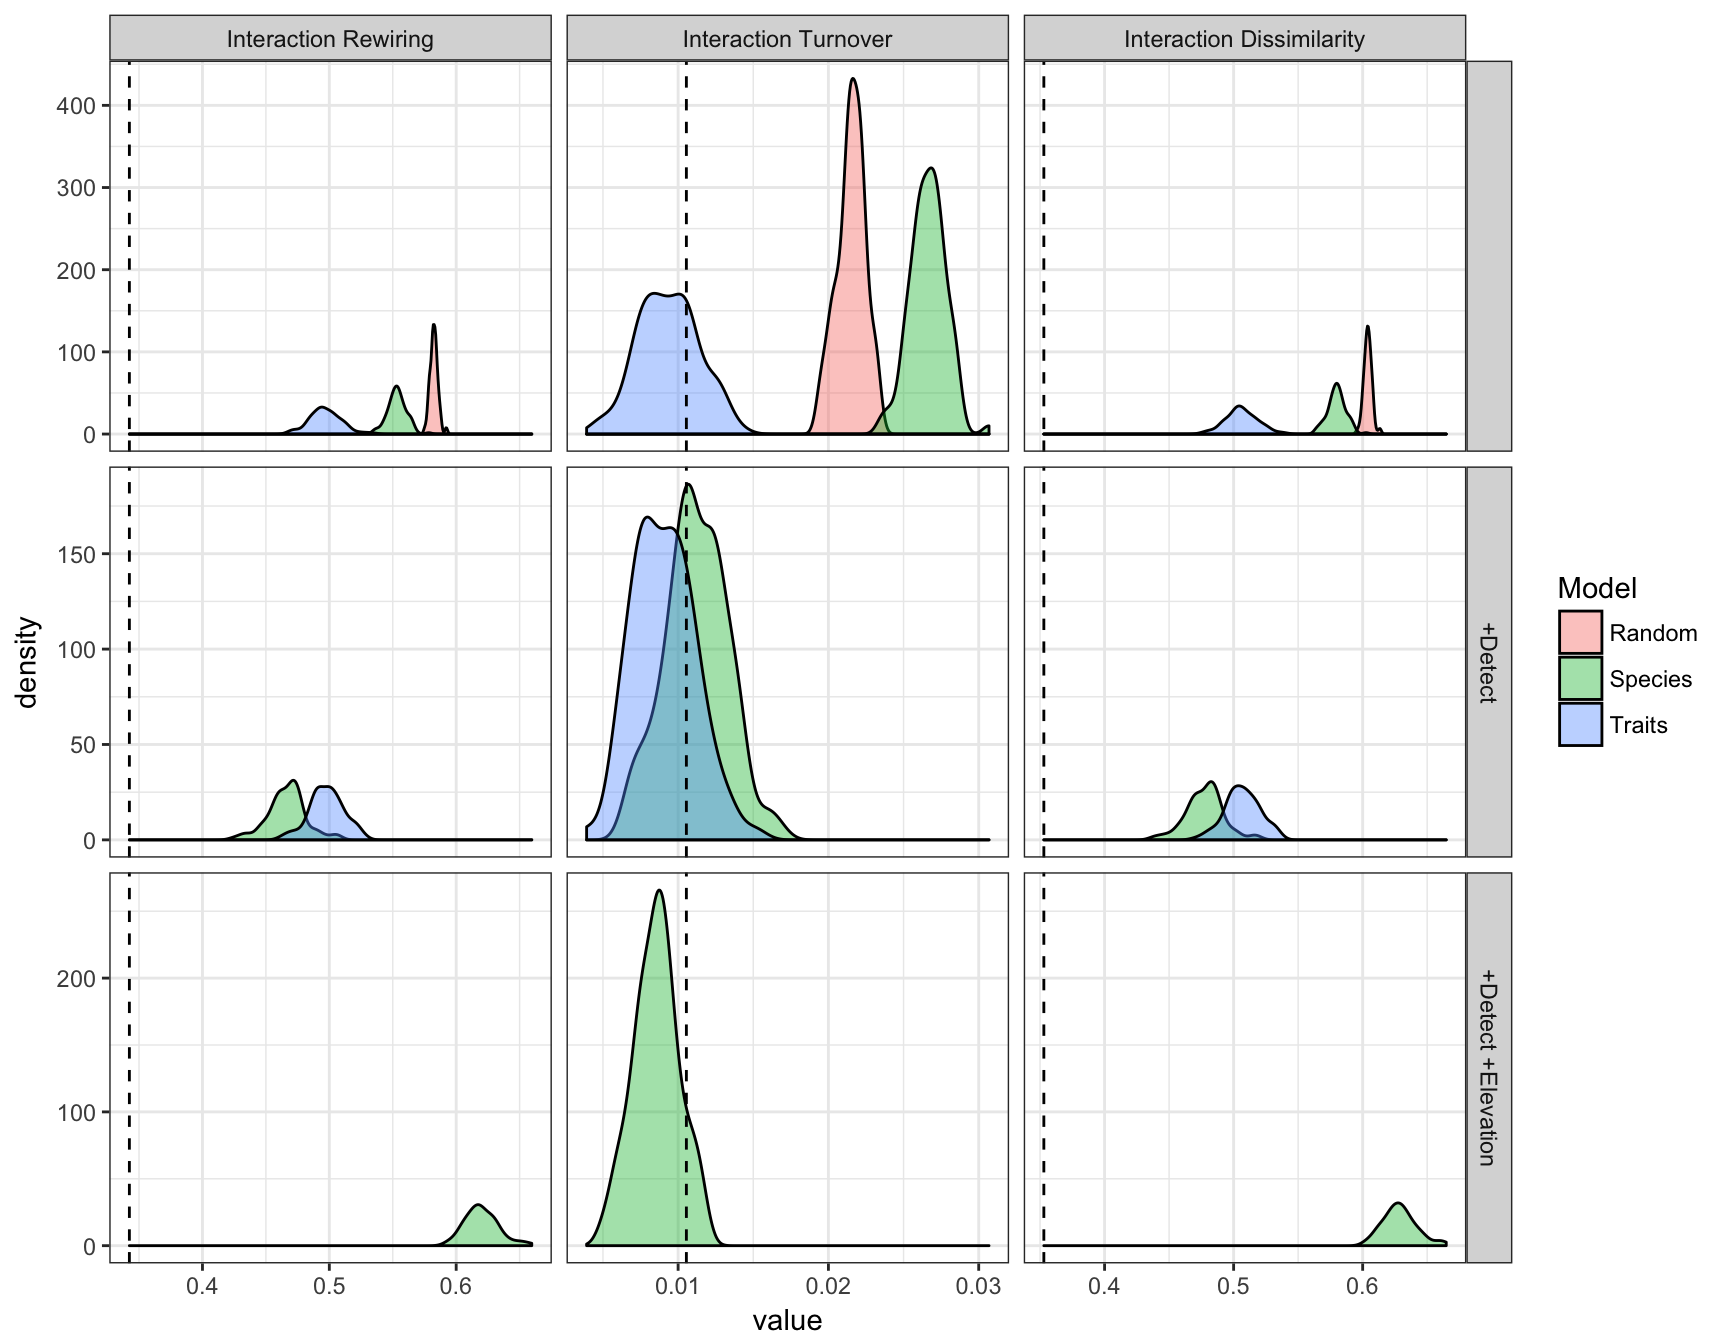 Interaction Rewiring Interaction Turnover Interaction Dissimilarity
400
300
200
100
0
150
100
50
0
+Detect
200
100
0
+Detect +Elevation
0.4 0.5 0.6 0.01 0.02 0.03 0.4 0.5 0.6
value
density
Model
Random
Species
Traits